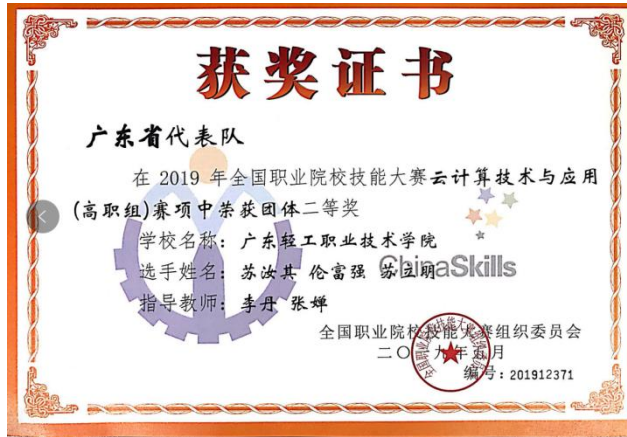 获奖证书
广东省代表队
在 2019 年全国职业院校技能大赛云计算技术与应用
(高职组)赛项中荣获团体二等奖
学校名称：广东轻工职业技术学院
选手姓名：苏汝其 伦富强 苏立明
指导教师：李丹 张婵
ChinaSkills
全国职业院校技能大赛组织委员会
二〇一九年五月
编号：201912371